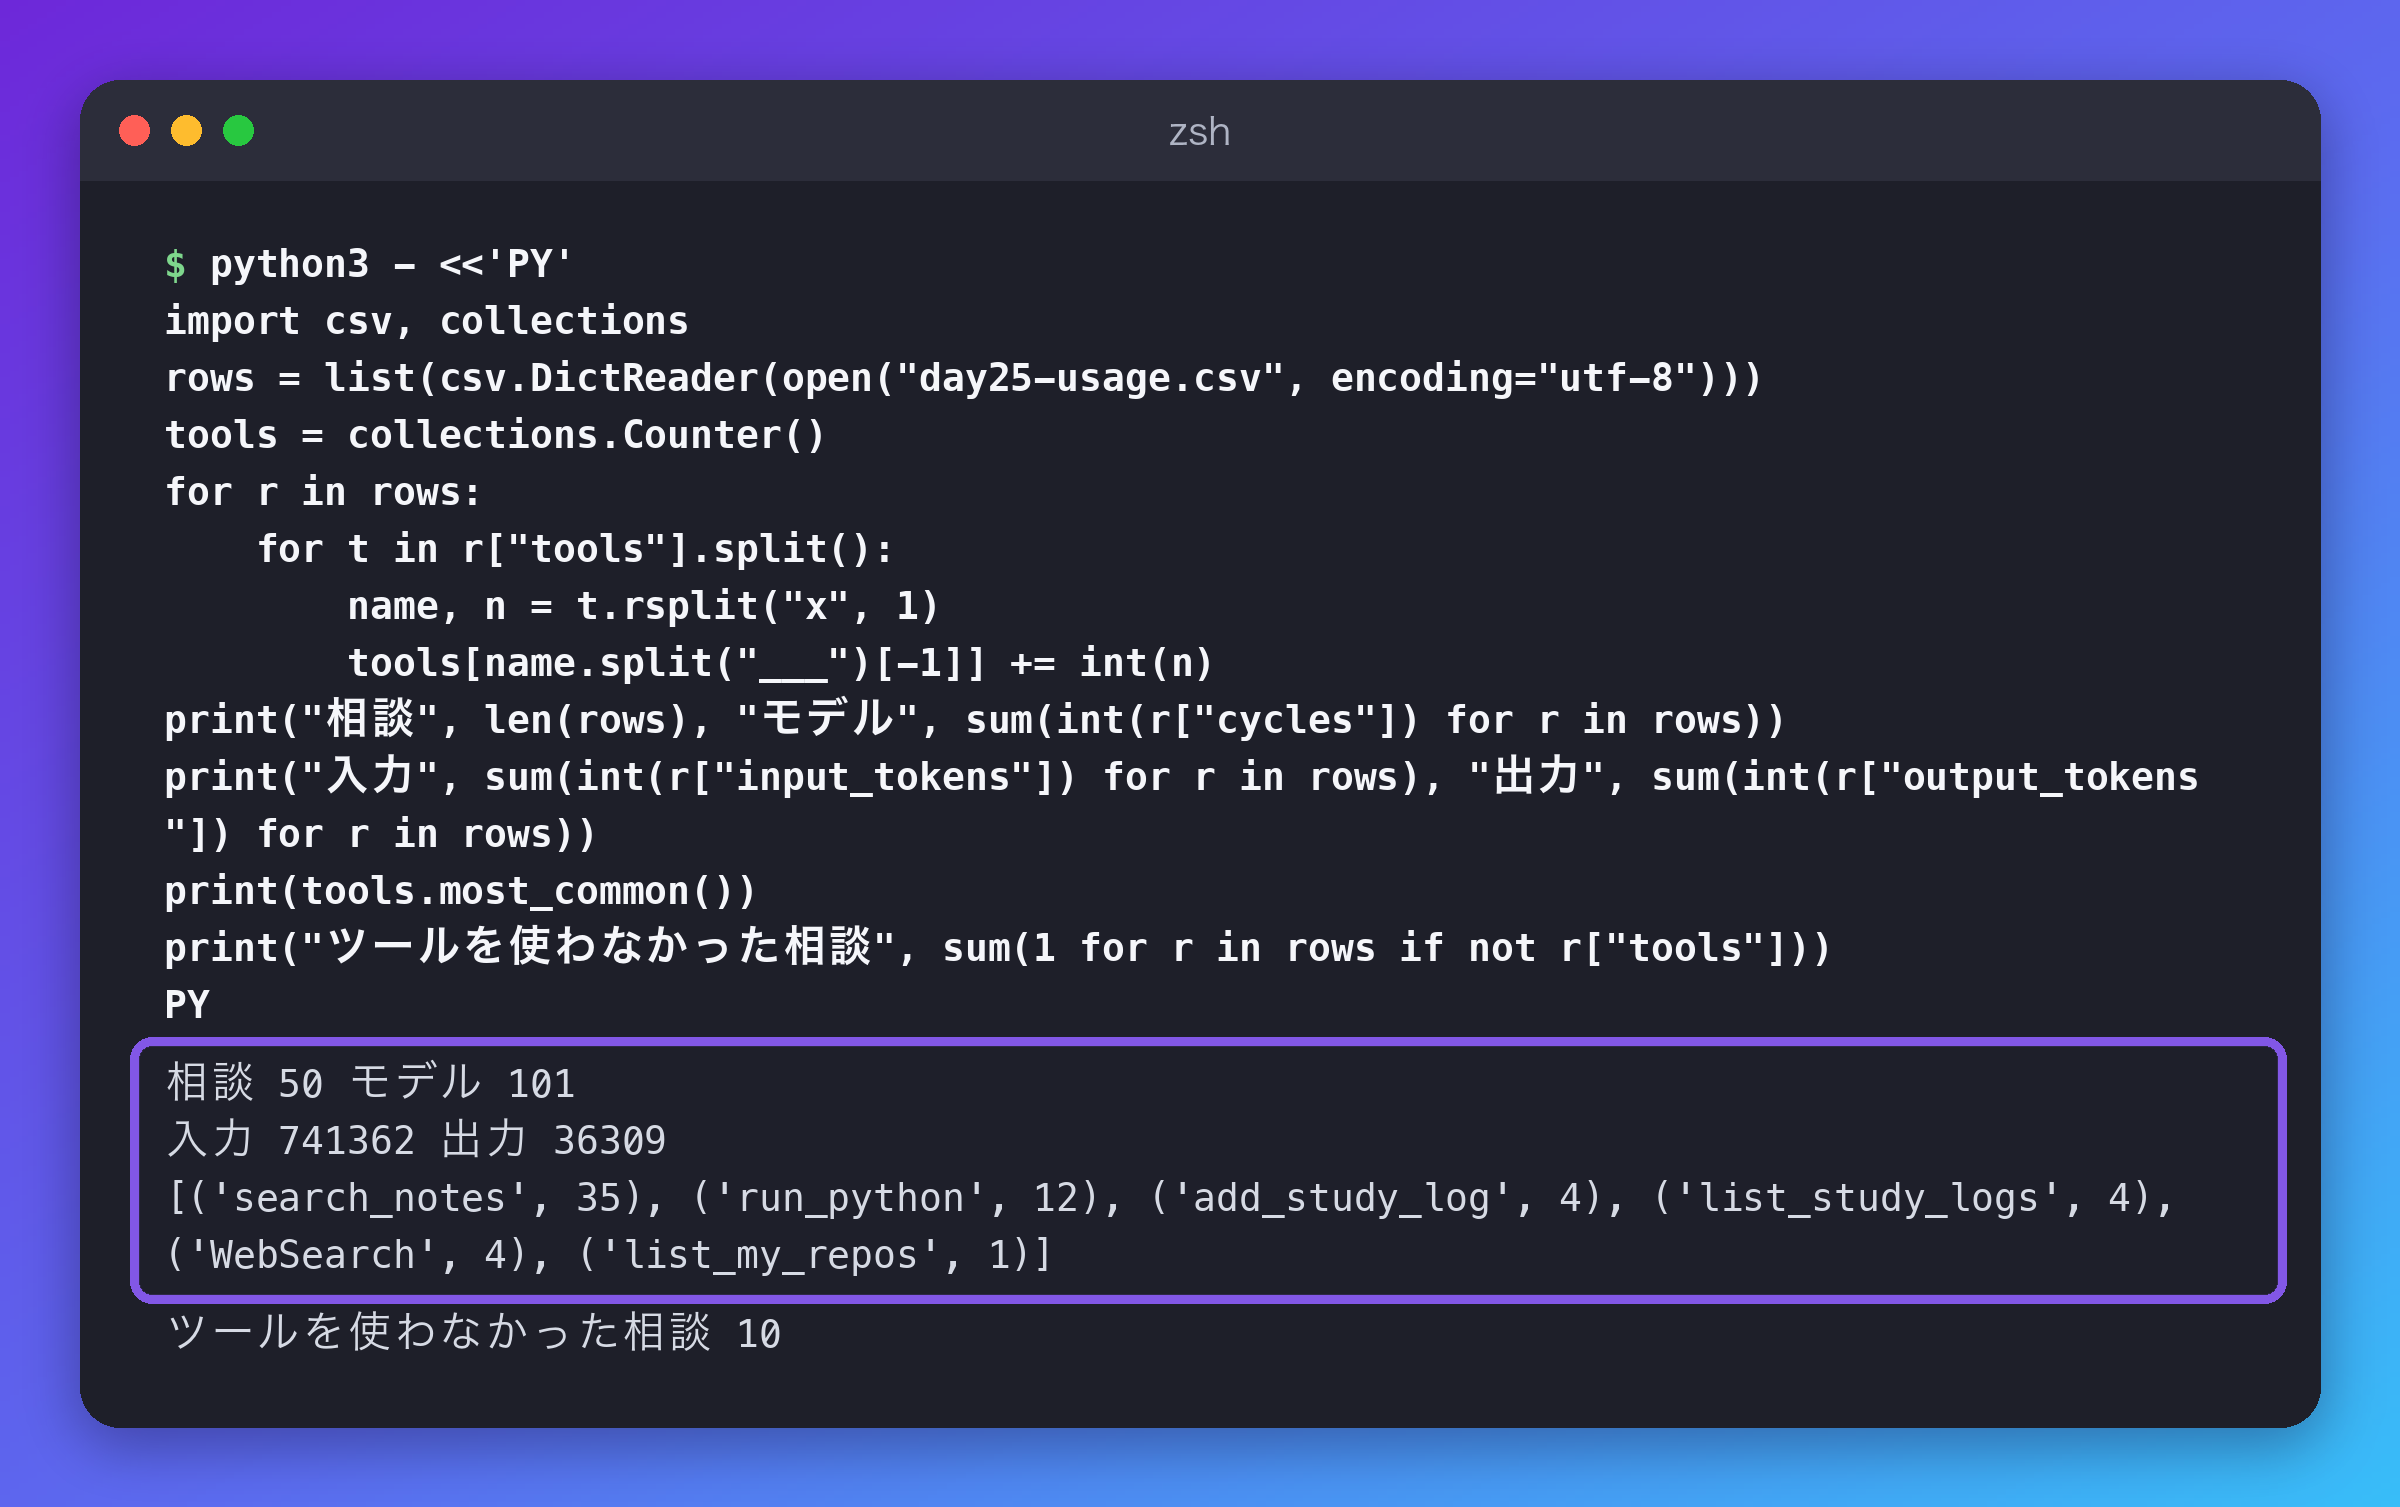 zsh
$ python3 - <<'PY'
import csv, collections
rows = list(csv.DictReader(open("day25-usage.csv", encoding="utf-8")))
tools = collections.Counter()
for r in rows:
    for t in r["tools"].split():
        name, n = t.rsplit("x", 1)
        tools[name.split("___")[-1]] += int(n)
print("相談", len(rows), "モデル", sum(int(r["cycles"]) for r in rows))
print("入力", sum(int(r["input_tokens"]) for r in rows), "出力", sum(int(r["output_tokens
"]) for r in rows))
print(tools.most_common())
print("ツールを使わなかった相談", sum(1 for r in rows if not r["tools"]))
PY
相談 50 モデル 101
入力 741362 出力 36309
[('search_notes', 35), ('run_python', 12), ('add_study_log', 4), ('list_study_logs', 4),
('WebSearch', 4), ('list_my_repos', 1)]
ツールを使わなかった相談 10